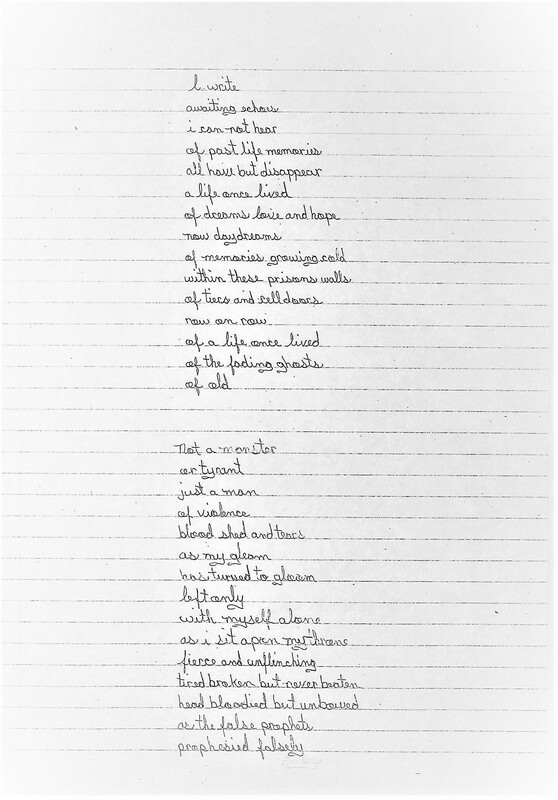 I write
awaiting echoes
i can not hear
of past life memories
all have but disappear
a life once lived
of dreams love and hope
now daydreams
of memories growing cold
within these prisons walls
of tiers and cell doors
row on row
of a life once lived
of the fading ghosts
of old
Not a monster
or tyrant
just a man
of violence
blood shed and tears
as my gleam
has turned to gloom
left only
with myself alone
as i sit apon my throne
fierce and unflinching
tired broken but never beaten
head bloodied but unbowed
as the false prophets
prophesied falsely